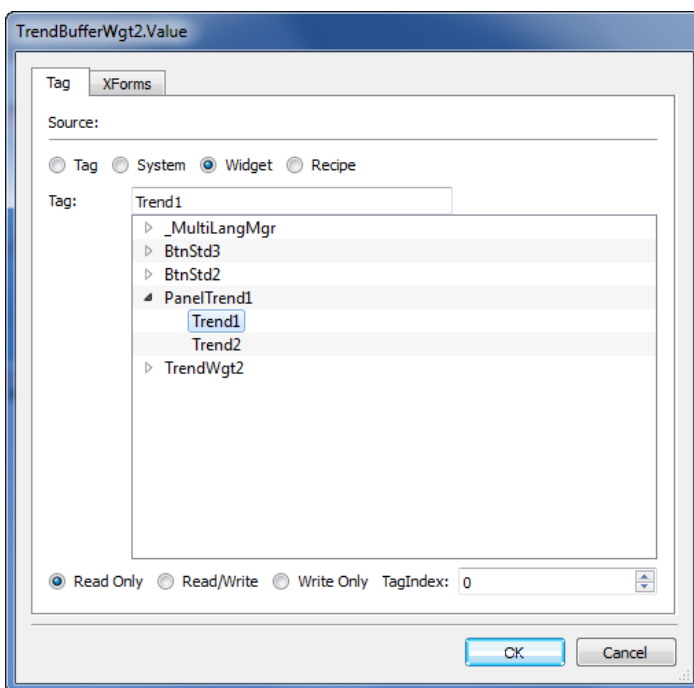 TrendBufferWgt2.Value
Tag XForms
Source:
Tag System Widget Recipe
Tag: Trend1
_MultiLangMgr
BtnStd3
BtnStd2
PanelTrend1
Trend1
Trend2
TrendWgt2
Read Only Read/Write Write Only TagIndex: 0
OK Cancel